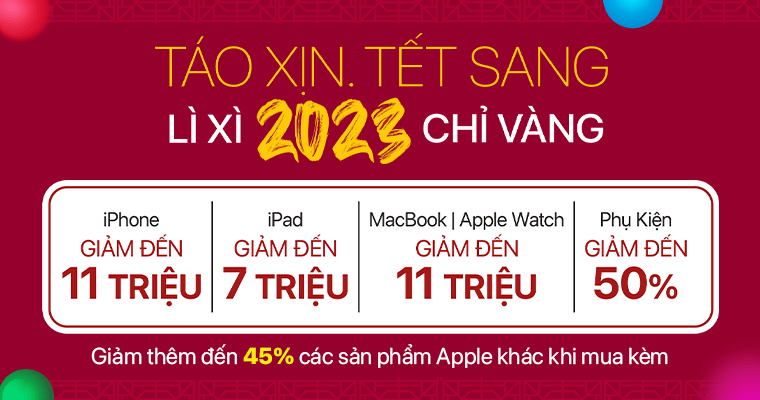 TÁO XỊN. TẾT SANG
LÌ XÌ 2023 CHỈ VÀNG
iPhone
GIẢM ĐẾN
11 TRIỆU
iPad
GIẢM ĐẾN
7 TRIỆU
MacBook | Apple Watch
GIẢM ĐẾN
11 TRIỆU
Phụ Kiện
GIẢM ĐẾN
50%
Giảm thêm đến 45% các sản phẩm Apple khác khi mua kèm